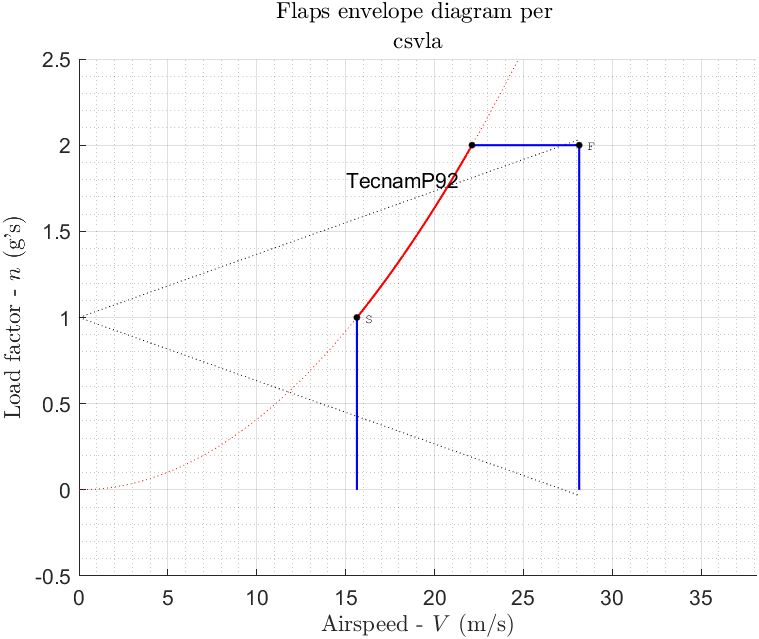 Flaps envelope diagram per
csvla
2.5
2
F
TecnamP92
1.5
Load factor - n (g's)
1
S
0.5
0
-0.5
0 5 10 15 20 25 30 35
Airspeed - V (m/s)